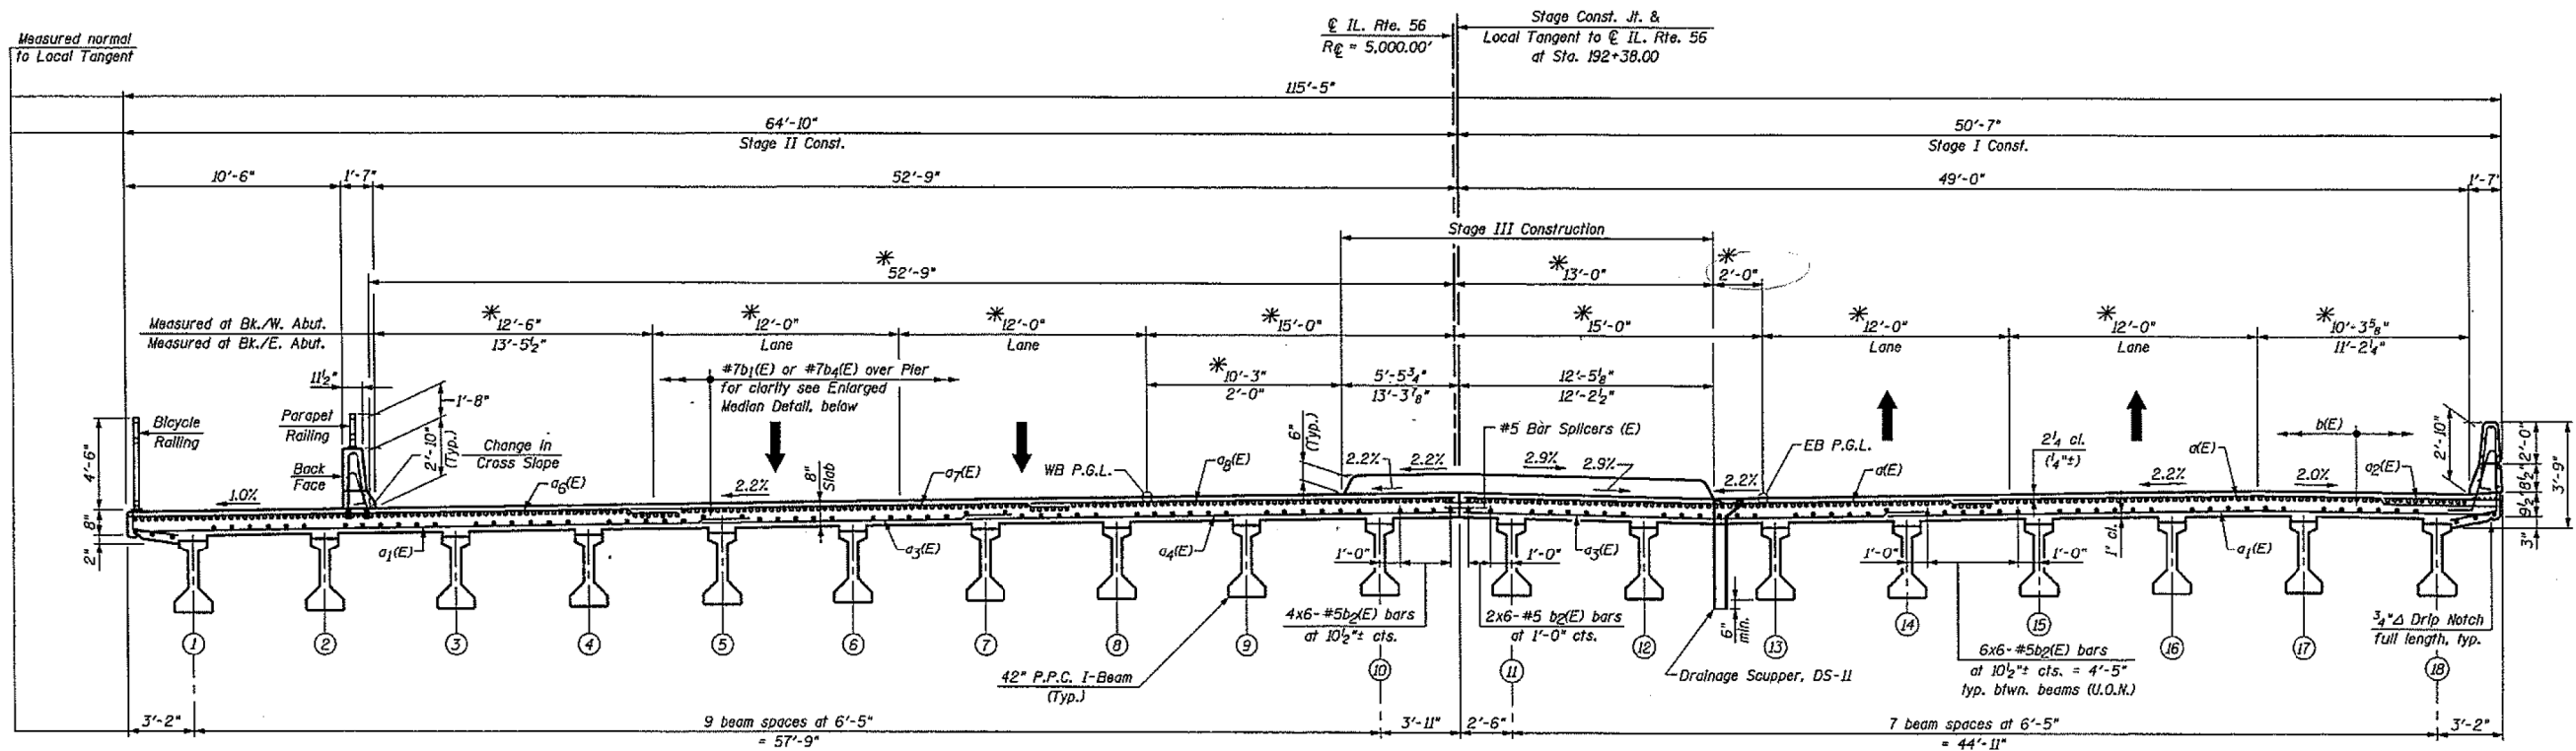 Measured normal
to Local Tangent
℄ IL. Rte. 56
R℄ = 5,000.00'
Stage Const. Jt. &
Local Tangent to ℄ IL. Rte. 56
at Sta. 192+38.00
115'-5"
64'-10"
Stage II Const.
50'-7"
Stage I Const.
10'-6"
1'-7"
52'-9"
49'-0"
1'-7"
Stage III Construction
*
52'-9"
*
13'-0"
*
2'-0"
Measured at Bk./W. Abut.
Measured at Bk./E. Abut.
*12'-6"
13'-5½"
*12'-0"
Lane
*12'-0"
Lane
*15'-0"
*15'-0"
*12'-0"
Lane
*12'-0"
Lane
*10'-3⅝"
11'-2¼"
*10'-3"
2'-0"
5'-5¾"
13'-3⅞"
12'-5⅛"
12'-2½"
11½"
#7b1(E) or #7b4(E) over Pier
for clarity see Enlarged
Median Detail, below
1'-8"
2'-10"
(Typ.)
Bicycle
Railing
Parapet
Railing
Back
Face
Change in
Cross Slope
4'-6"
8"
2"
1.0%
a6(E)
2.2%
8"
Slab
a7(E)
WB P.G.L.
a8(E)
6"
(Typ.)
2.2%
2.2%
2.9%
2.9%
#5 Bar Splicers (E)
EB P.G.L.
2.2%
a(E)
2¼ cl.
(¼"±)
2.2%
2.0%
b(E)
a2(E)
2'-10"
2'-0"
8½"
9½"
3'-9"
3"
a1(E)
a3(E)
a4(E)
1'-0"
1'-0"
a3(E)
1'-0"
1'-0"
1" cl.
a1(E)
4x6-#5b2(E) bars
at 10½"± cts.
2x6-#5 b2(E) bars
at 1'-0" cts.
6"
min.
6x6-#5b2(E) bars
at 10½"± cts. = 4'-5"
typ. btwn. beams (U.O.N.)
¾"Δ Drip Notch
full length, typ.
42" P.P.C. I-Beam
(Typ.)
Drainage Scupper, DS-11
1
2
3
4
5
6
7
8
9
10
11
12
13
14
15
16
17
18
3'-2"
9 beam spaces at 6'-5"
= 57'-9"
3'-11"
2'-6"
7 beam spaces at 6'-5"
= 44'-11"
3'-2"